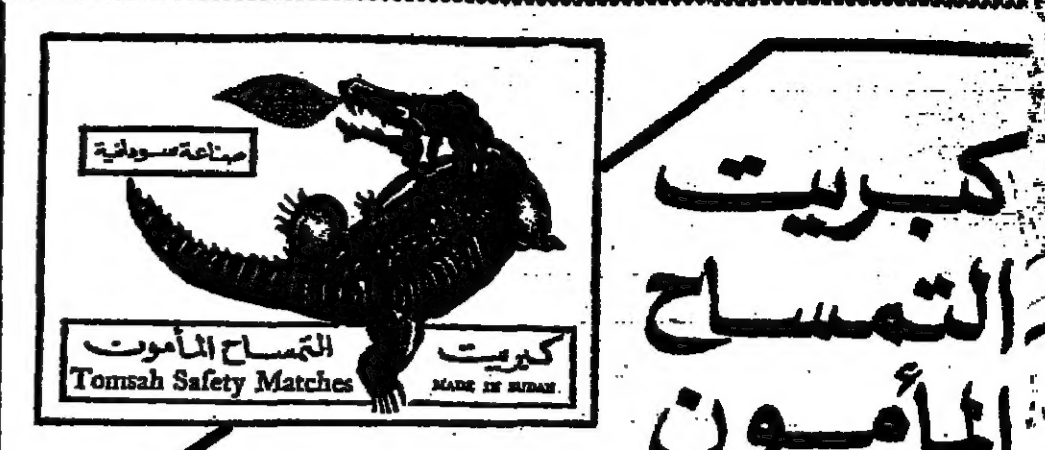 صناعة سودانية
كبريت التمساح المأمون
Tomsah Safety Matches MADE IN SUDAN
كبريت
التمساح
المأمون